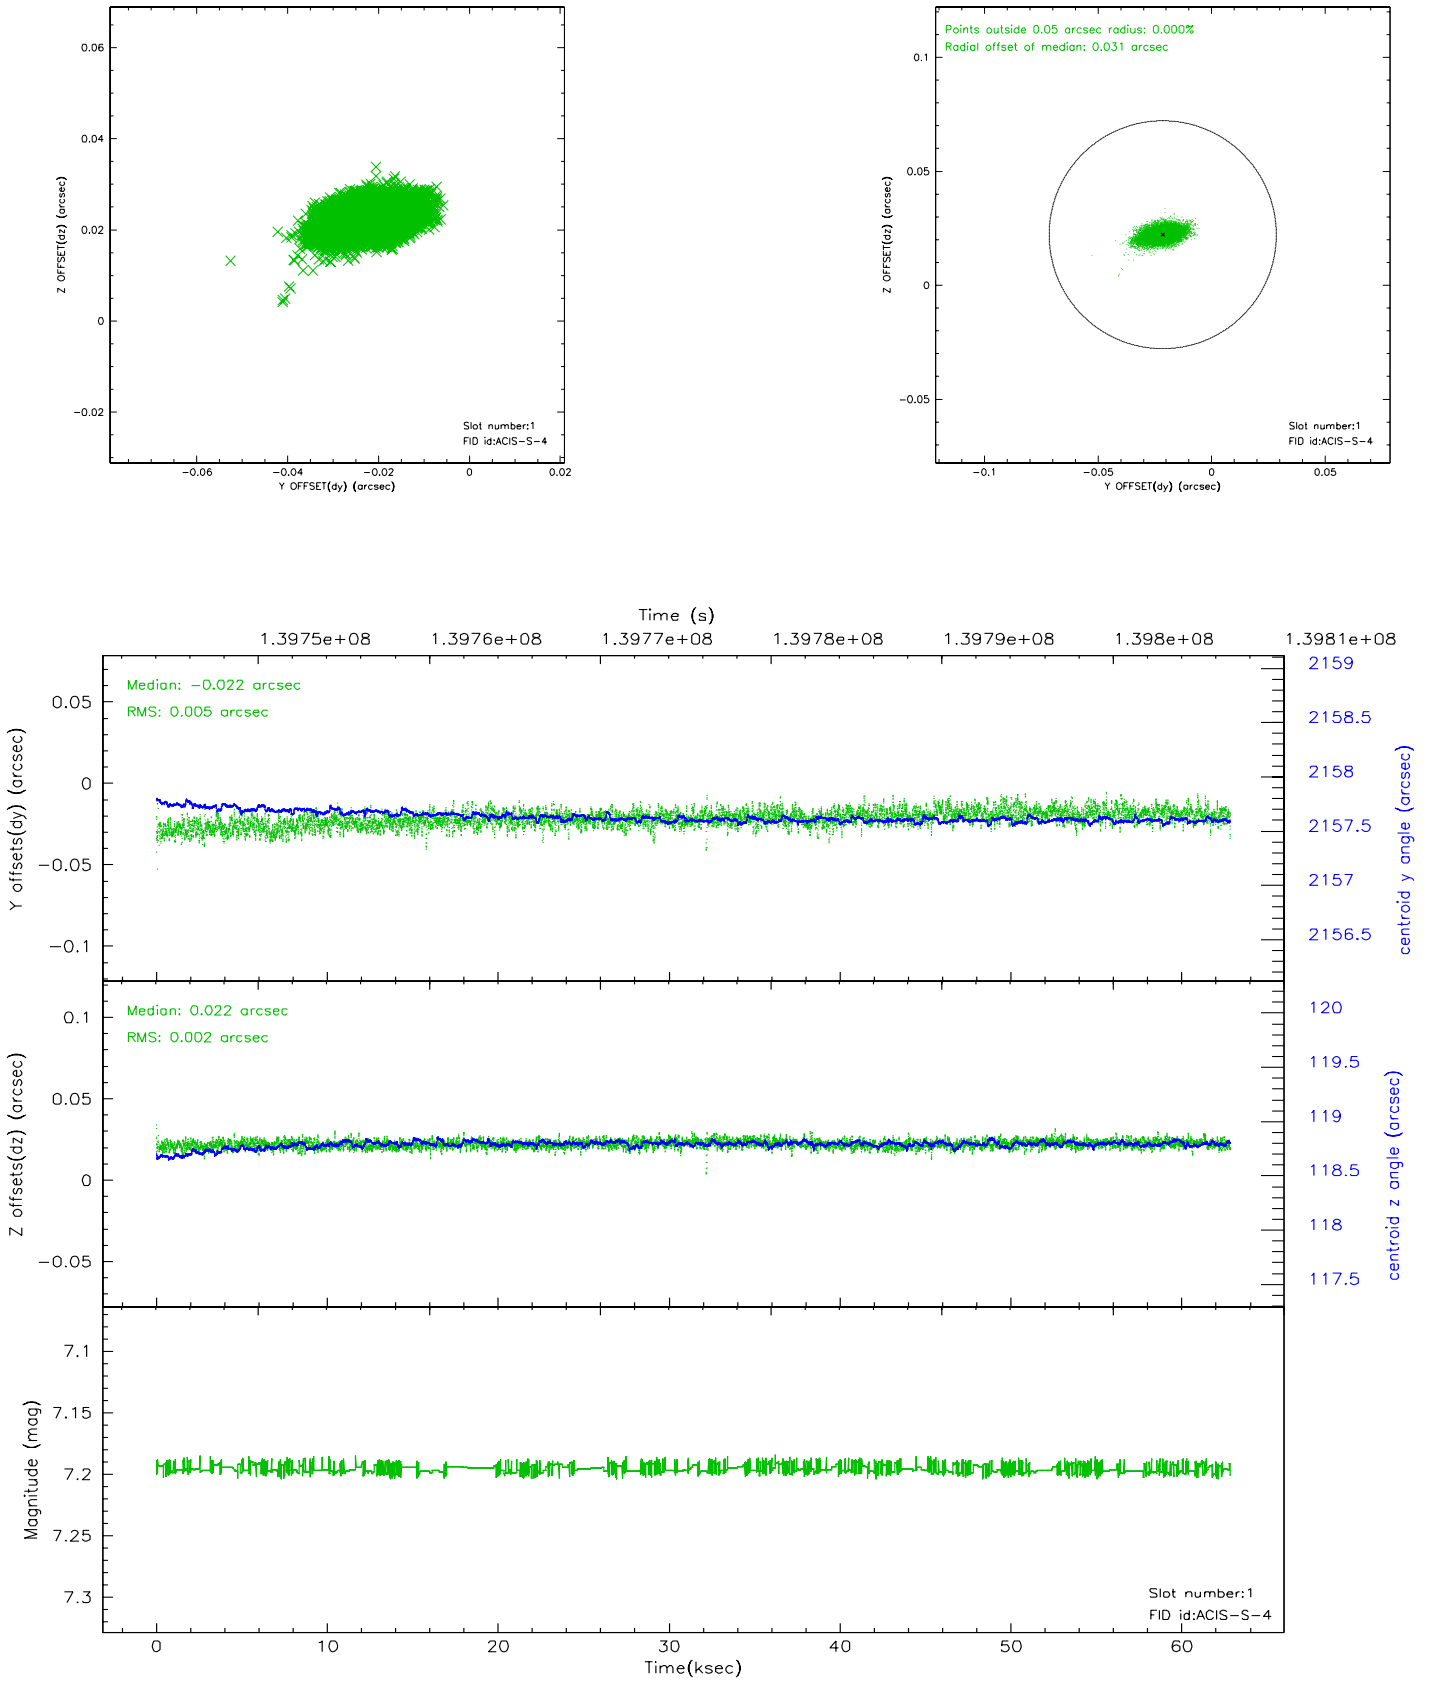 0.06
0.04
0.02
0
−0.02
Z OFFSET(dz) (arcsec)
Slot number:1
FID id:ACIS−S−4
−0.06 −0.04 −0.02 0 0.02
Y OFFSET(dy) (arcsec)
Points outside 0.05 arcsec radius: 0.000%
Radial offset of median: 0.031 arcsec
0.1
0.05
0
−0.05
Z OFFSET(dz) (arcsec)
Slot number:1
FID id:ACIS−S−4
−0.1 −0.05 0 0.05
Y OFFSET(dy) (arcsec)
Time (s)
1.3975e+08 1.3976e+08 1.3977e+08 1.3978e+08 1.3979e+08 1.398e+08 1.3981e+08
Median: −0.022 arcsec
RMS: 0.005 arcsec
0.05
0
−0.05
−0.1
Y offsets(dy) (arcsec)
2159
2158.5
2158
2157.5
2157
2156.5
centroid y angle (arcsec)
Median: 0.022 arcsec
RMS: 0.002 arcsec
0.1
0.05
0
−0.05
Z offsets(dz) (arcsec)
120
119.5
119
118.5
118
117.5
centroid z angle (arcsec)
7.1
7.15
7.2
7.25
7.3
Magnitude (mag)
Slot number:1
FID id:ACIS−S−4
0 10 20 30 40 50 60
Time(ksec)